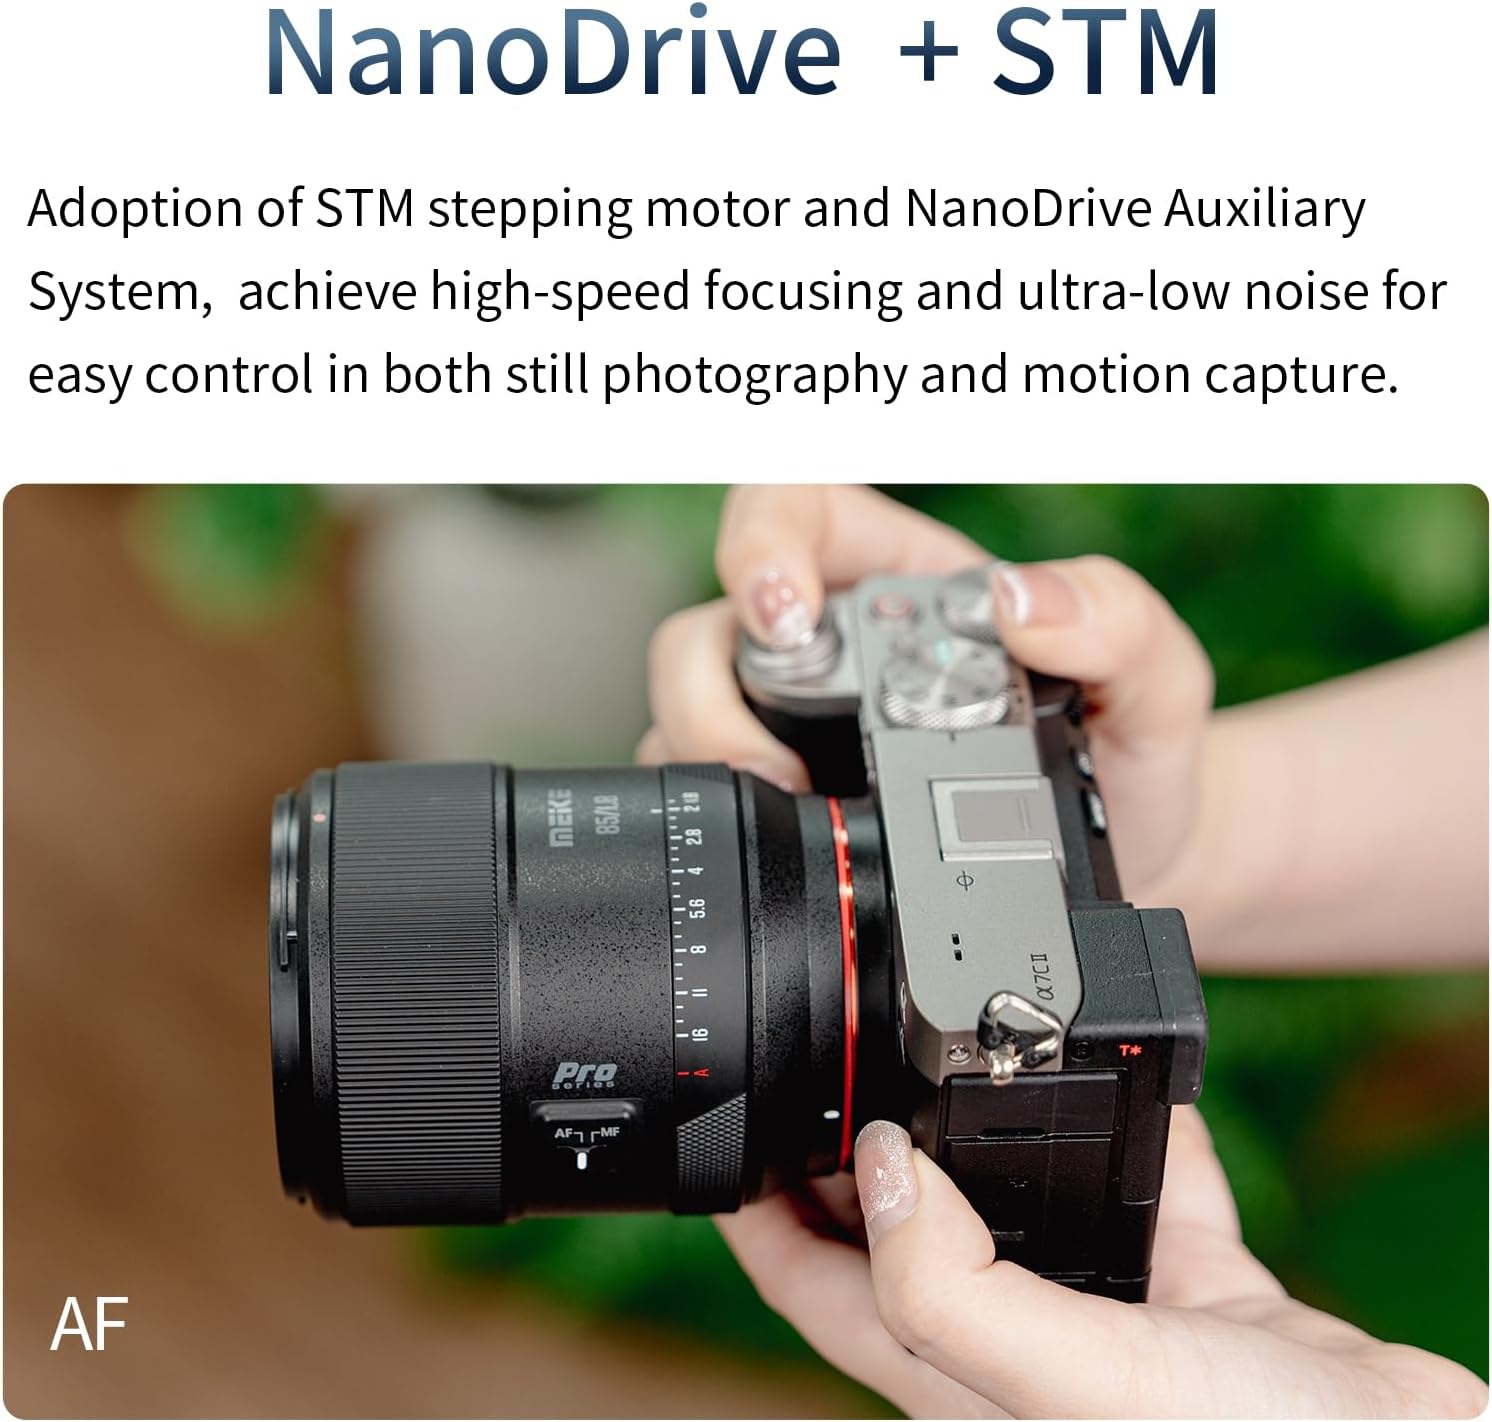 NanoDrive + STM
Adoption of STM stepping motor and NanoDrive Auxiliary
System, achieve high-speed focusing and ultra-low noise for
easy control in both still photography and motion capture.
MEIKE
85/1.8
2 1.8
2.8
4
5.6
8
11
16
A
Pro
series
AF MF
α7CII
T*
AF